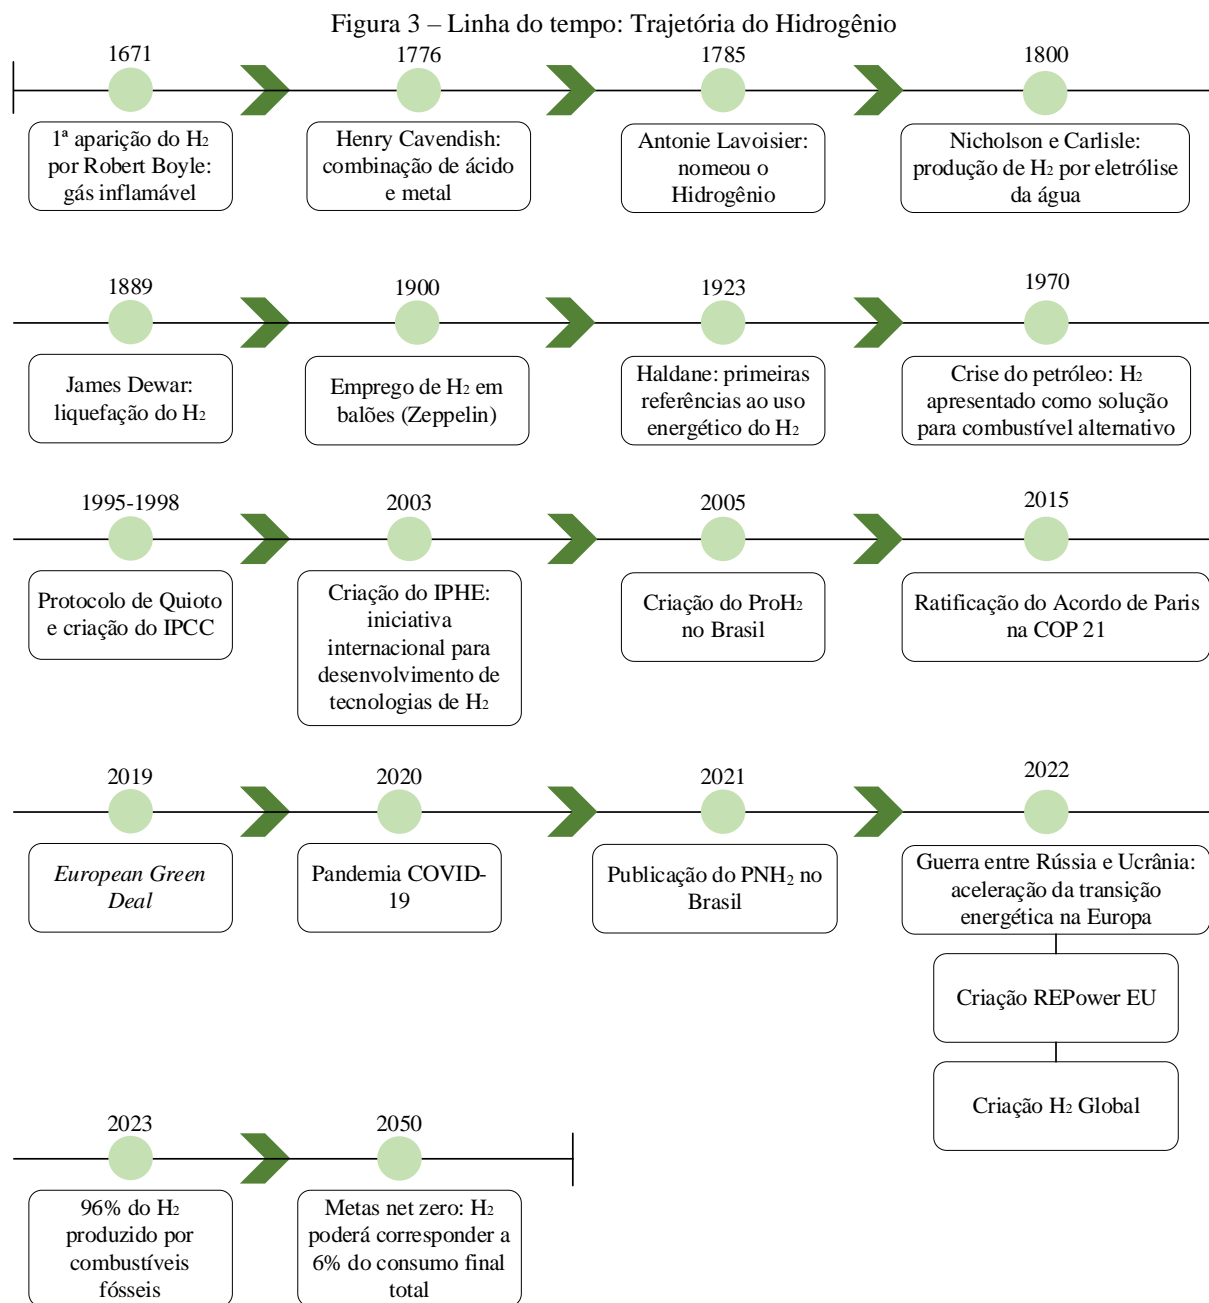 Figura 3 – Linha do tempo: Trajetória do Hidrogênio
1671
1776
1785
1800
1ª aparição do H₂
por Robert Boyle:
gás inflamável
Henry Cavendish:
combinação de ácido
e metal
Antonie Lavoisier:
nomeou o
Hidrogênio
Nicholson e Carlisle:
produção de H₂ por eletrólise
da água
1889
1900
1923
1970
James Dewar:
liquefação do H₂
Emprego de H₂ em
balões (Zeppelin)
Haldane: primeiras
referências ao uso
energético do H₂
Crise do petróleo: H₂
apresentado como solução
para combustível alternativo
1995-1998
2003
2005
2015
Protocolo de Quioto
e criação do IPCC
Criação do IPHE:
iniciativa
internacional para
desenvolvimento de
tecnologias de H₂
Criação do ProH₂
no Brasil
Ratificação do Acordo de Paris
na COP 21
2019
2020
2021
2022
European Green
Deal
Pandemia COVID-
19
Publicação do PNH₂ no
Brasil
Guerra entre Rússia e Ucrânia:
aceleração da transição
energética na Europa
Criação REPower EU
Criação H₂ Global
2023
2050
96% do H₂
produzido por
combustíveis
fósseis
Metas net zero: H₂
poderá corresponder a
6% do consumo final
total